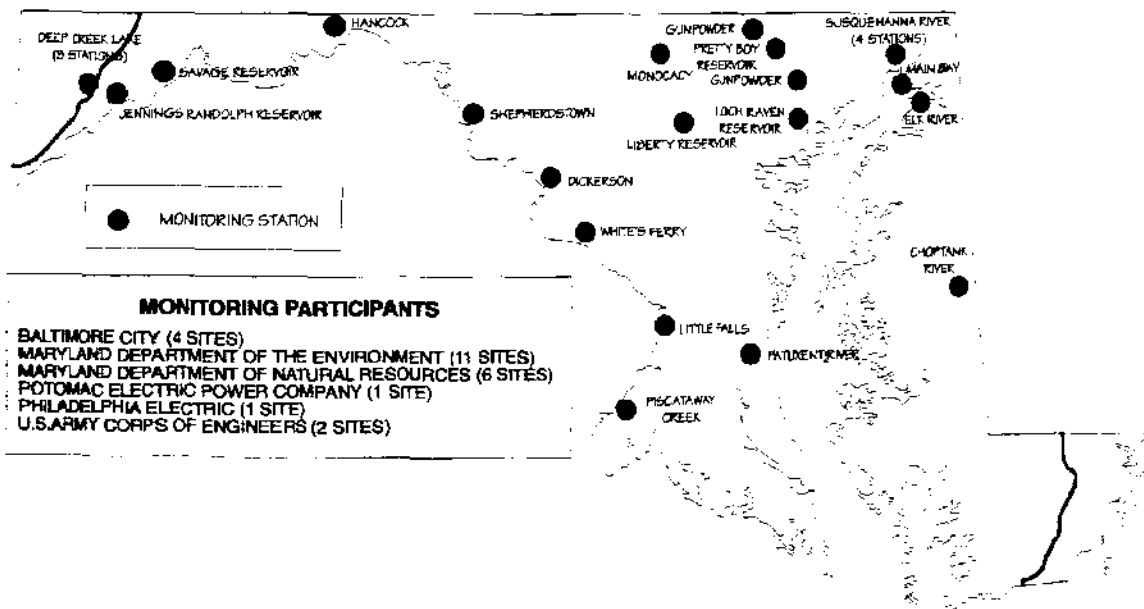 HANCOCK
DEEP CREEK LAKE
(3 STATIONS)
SAVAGE RESERVOIR
JENNINGS RANDOLPH RESERVOIR
GUNPOWDER
PRETTY BOY
RESERVOIR
MONOCACY
GUNPOWDER
SUSQUEHANNA RIVER
(4 STATIONS)
MAIN BAY
ELK RIVER
SHEPHERDSTOWN
LOCH RAVEN
RESERVOIR
LIBERTY RESERVOIR
DICKERSON
MONITORING STATION
WHITE'S FERRY
CHOPTANK
RIVER
MONITORING PARTICIPANTS
BALTIMORE CITY (4 SITES)
MARYLAND DEPARTMENT OF THE ENVIRONMENT (11 SITES)
MARYLAND DEPARTMENT OF NATURAL RESOURCES (6 SITES)
POTOMAC ELECTRIC POWER COMPANY (1 SITE)
PHILADELPHIA ELECTRIC (1 SITE)
U.S.ARMY CORPS OF ENGINEERS (2 SITES)
LITTLE FALLS
PATUXENT RIVER
PISCATAWAY
CREEK